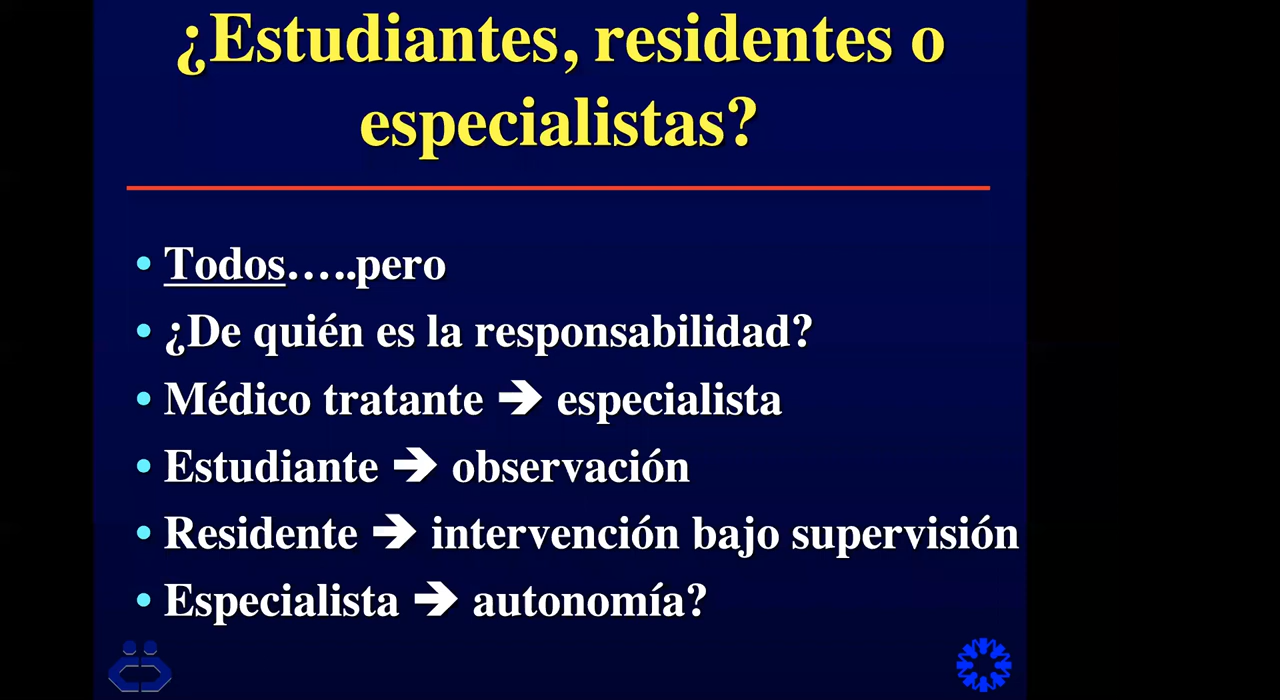 ¿Estudiantes, residentes o
especialistas?
• Todos…..pero
• ¿De quién es la responsabilidad?
• Médico tratante ➔ especialista
• Estudiante ➔ observación
• Residente ➔ intervención bajo supervisión
• Especialista ➔ autonomía?